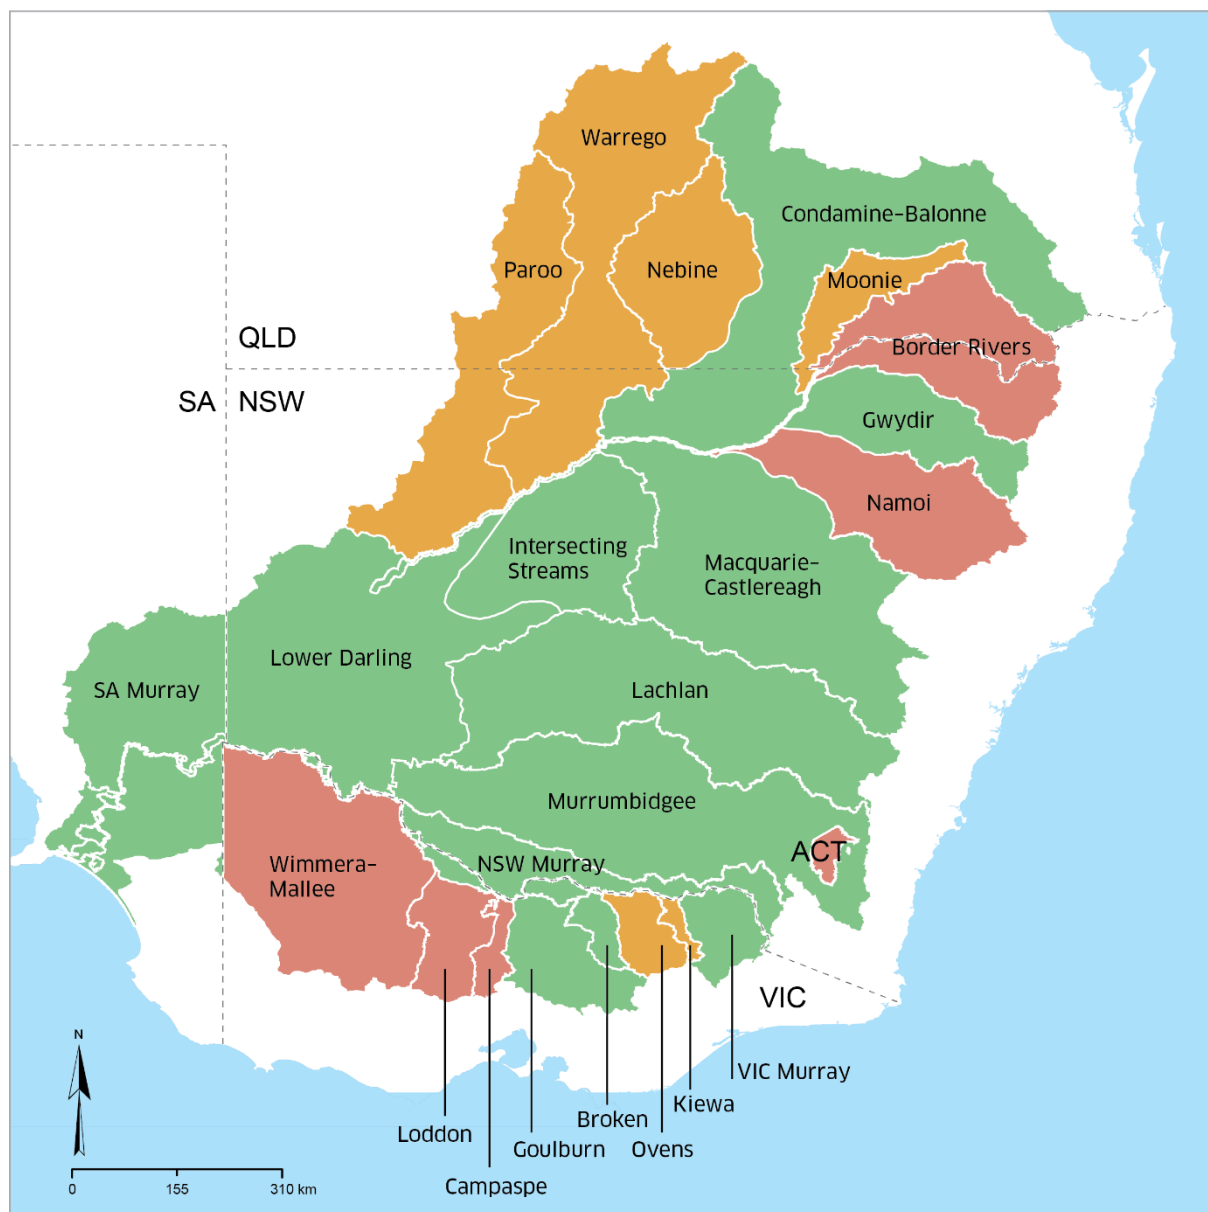 Warrego
Condamine-Balonne
Paroo
Nebine
Moonie
QLD
Border Rivers
SA
NSW
Gwydir
Namoi
Intersecting
Streams
Macquarie-
Castlereagh
Lower Darling
SA Murray
Lachlan
Murrumbidgee
ACT
Wimmera-
Mallee
NSW Murray
VIC
N
VIC Murray
Kiewa
Broken
Loddon
Goulburn
Ovens
Campaspe
0 155 310 km